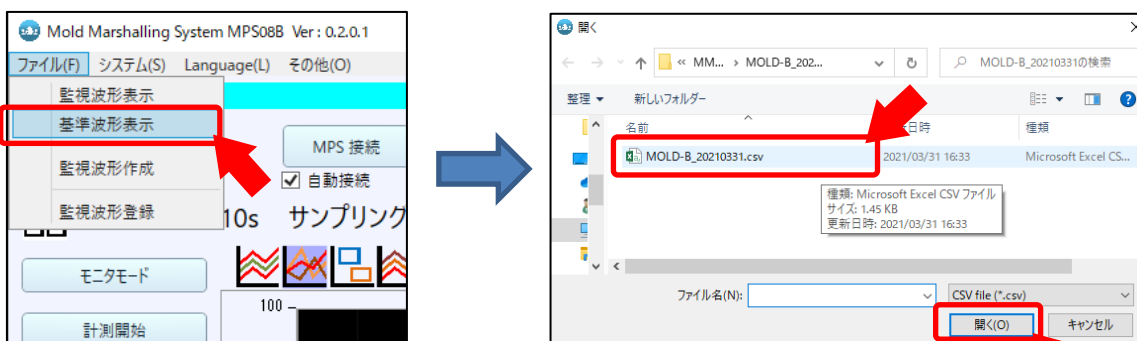 Mold Marshalling System MPS08B Ver : 0.2.0.1
ファイル(F) システム(S) Language(L) その他(O)
監視波形表示
基準波形表示
監視波形作成
監視波形登録
MPS 接続
自動接続
10s サンプリング
モニタモード
計測開始
100
開く
« MM... › MOLD-B_202...
MOLD-B_20210331の検索
整理 新しいフォルダー
名前
日時
種類
MOLD-B_20210331.csv 2021/03/31 16:33 Microsoft Excel CS...
種類: Microsoft Excel CSV ファイル
サイズ: 1.45 KB
更新日時: 2021/03/31 16:33
ファイル名(N):
CSV file (*.csv)
開く(O) キャンセル